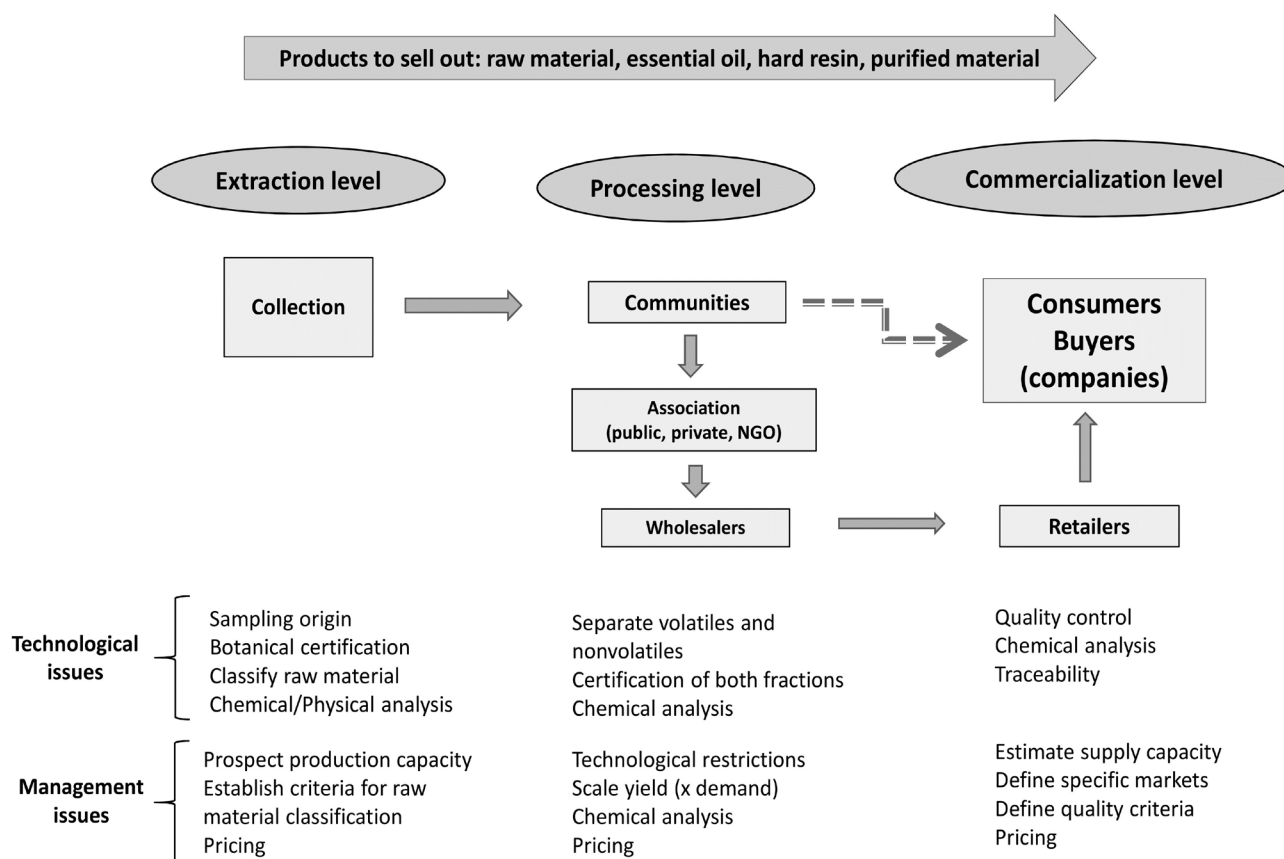 Products to sell out: raw material, essential oil, hard resin, purified material
Extraction level
Processing level
Commercialization level
Collection
Communities
Consumers
Buyers
(companies)
Association
(public, private, NGO)
Wholesalers
Retailers
Technological
issues
Sampling origin
Botanical certification
Classify raw material
Chemical/Physical analysis
Separate volatiles and
nonvolatiles
Certification of both fractions
Chemical analysis
Quality control
Chemical analysis
Traceability
Management
issues
Prospect production capacity
Establish criteria for raw
material classification
Pricing
Technological restrictions
Scale yield (x demand)
Chemical analysis
Pricing
Estimate supply capacity
Define specific markets
Define quality criteria
Pricing